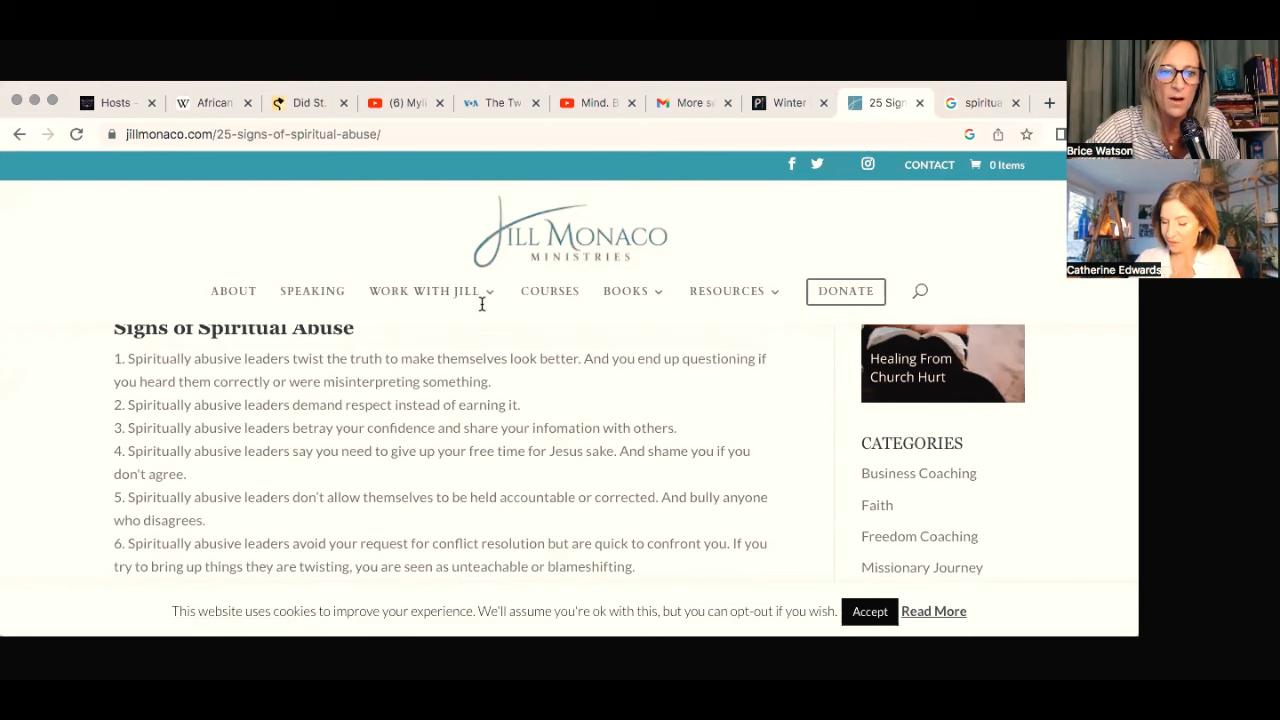 Hosts -
African
Did St.
(6) Myli
VOA The Tw
Mind. B
More s
Winter
25 Sign
G spiritua
jillmonaco.com/25-signs-of-spiritual-abuse/
CONTACT 0 Items
JILL MONACO
MINISTRIES
ABOUT SPEAKING WORK WITH JILL COURSES BOOKS RESOURCES DONATE
Signs of Spiritual Abuse
1. Spiritually abusive leaders twist the truth to make themselves look better. And you end up questioning if
you heard them correctly or were misinterpreting something.
2. Spiritually abusive leaders demand respect instead of earning it.
3. Spiritually abusive leaders betray your confidence and share your infomation with others.
4. Spiritually abusive leaders say you need to give up your free time for Jesus sake. And shame you if you
don't agree.
5. Spiritually abusive leaders don't allow themselves to be held accountable or corrected. And bully anyone
who disagrees.
6. Spiritually abusive leaders avoid your request for conflict resolution but are quick to confront you. If you
try to bring up things they are twisting, you are seen as unteachable or blameshifting.
Healing From
Church Hurt
CATEGORIES
Business Coaching
Faith
Freedom Coaching
Missionary Journey
This website uses cookies to improve your experience. We'll assume you're ok with this, but you can opt-out if you wish. Accept Read More
Brice Watson
Catherine Edwards